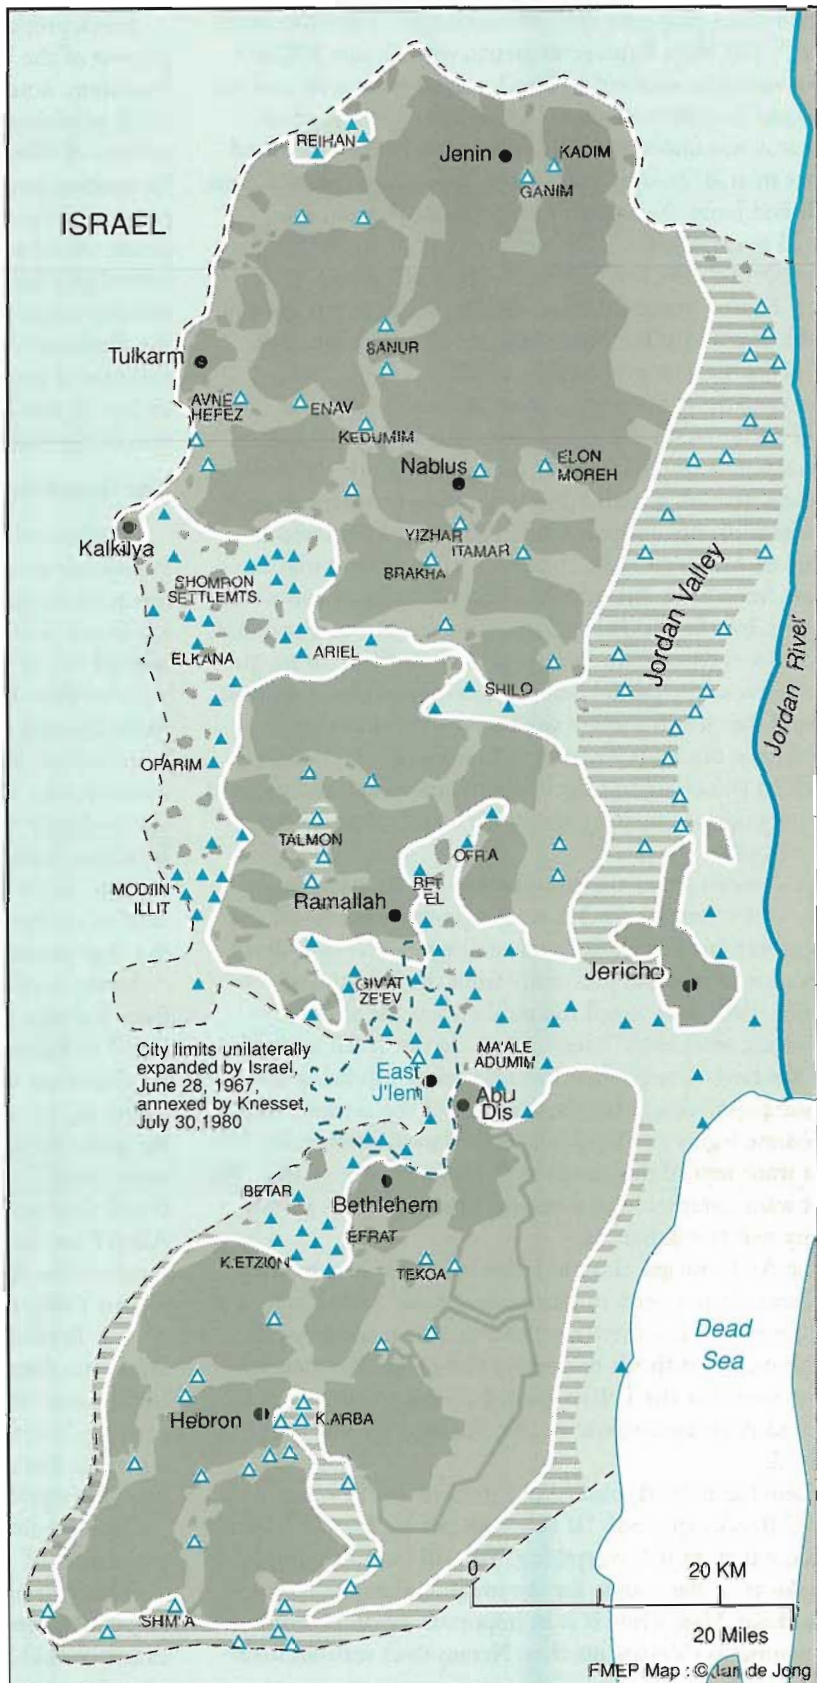 REIHAN
Jenin
KADIM
GANIM
ISRAEL
SANUR
Tulkarm
AVNE
HEFEZ
ENAV
KEDUMIM
Nablus
ELON
MOREH
Kalkilya
YIZHAR
ITAMAR
BRAKHA
SHOMRON
SETTLEMTS.
Jordan Valley
ELKANA
ARIEL
SHILO
Jordan River
OFARIM
TALMON
OFRA
MODIIN
ILLIT
BET
EL
Ramallah
Jericho
GIV'AT
ZE'EV
City limits unilaterally
expanded by Israel,
June 28, 1967,
annexed by Knesset,
July 30,1980
MA'ALE
ADUMIM
East
J'lem
Abu
Dis
BETAR
Bethlehem
EFRAT
K.ETZION
TEKOA
Dead
Sea
Hebron
K.ARBA
0
20 KM
SHM'A
20 Miles
FMEP Map : © Jan de Jong